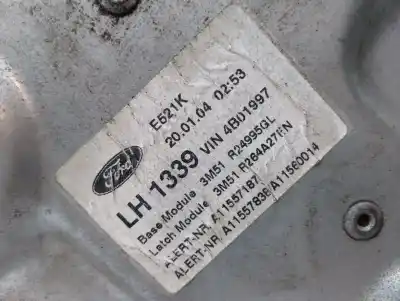 Ford
E521K
20.01.04 02:53
LH 1339 VIN 4B01997
Base Module 3M51 R24995GL
Latch Module 3M51 R264A27FN
ALERT-NR. A11557187
ALERT-NR. A11557839 A11560014